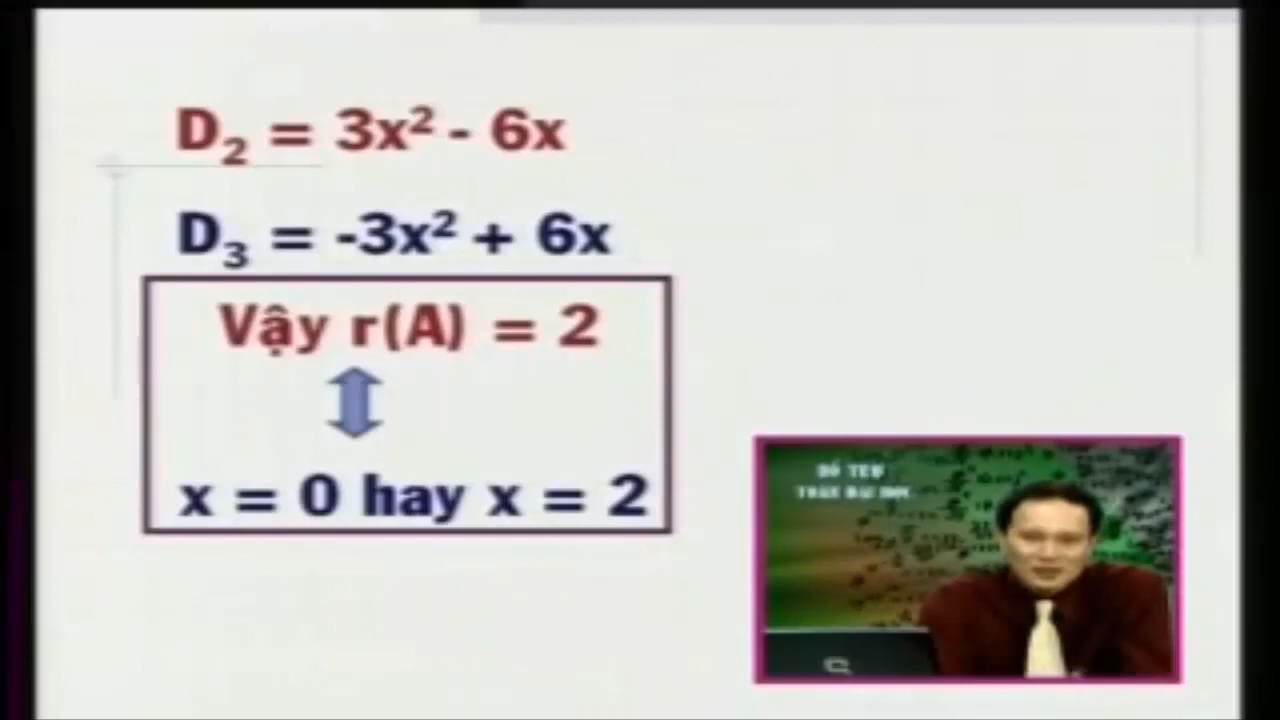 D₂ = 3x² - 6x
D₃ = -3x² + 6x
Vậy r(A) = 2
x = 0 hay x = 2